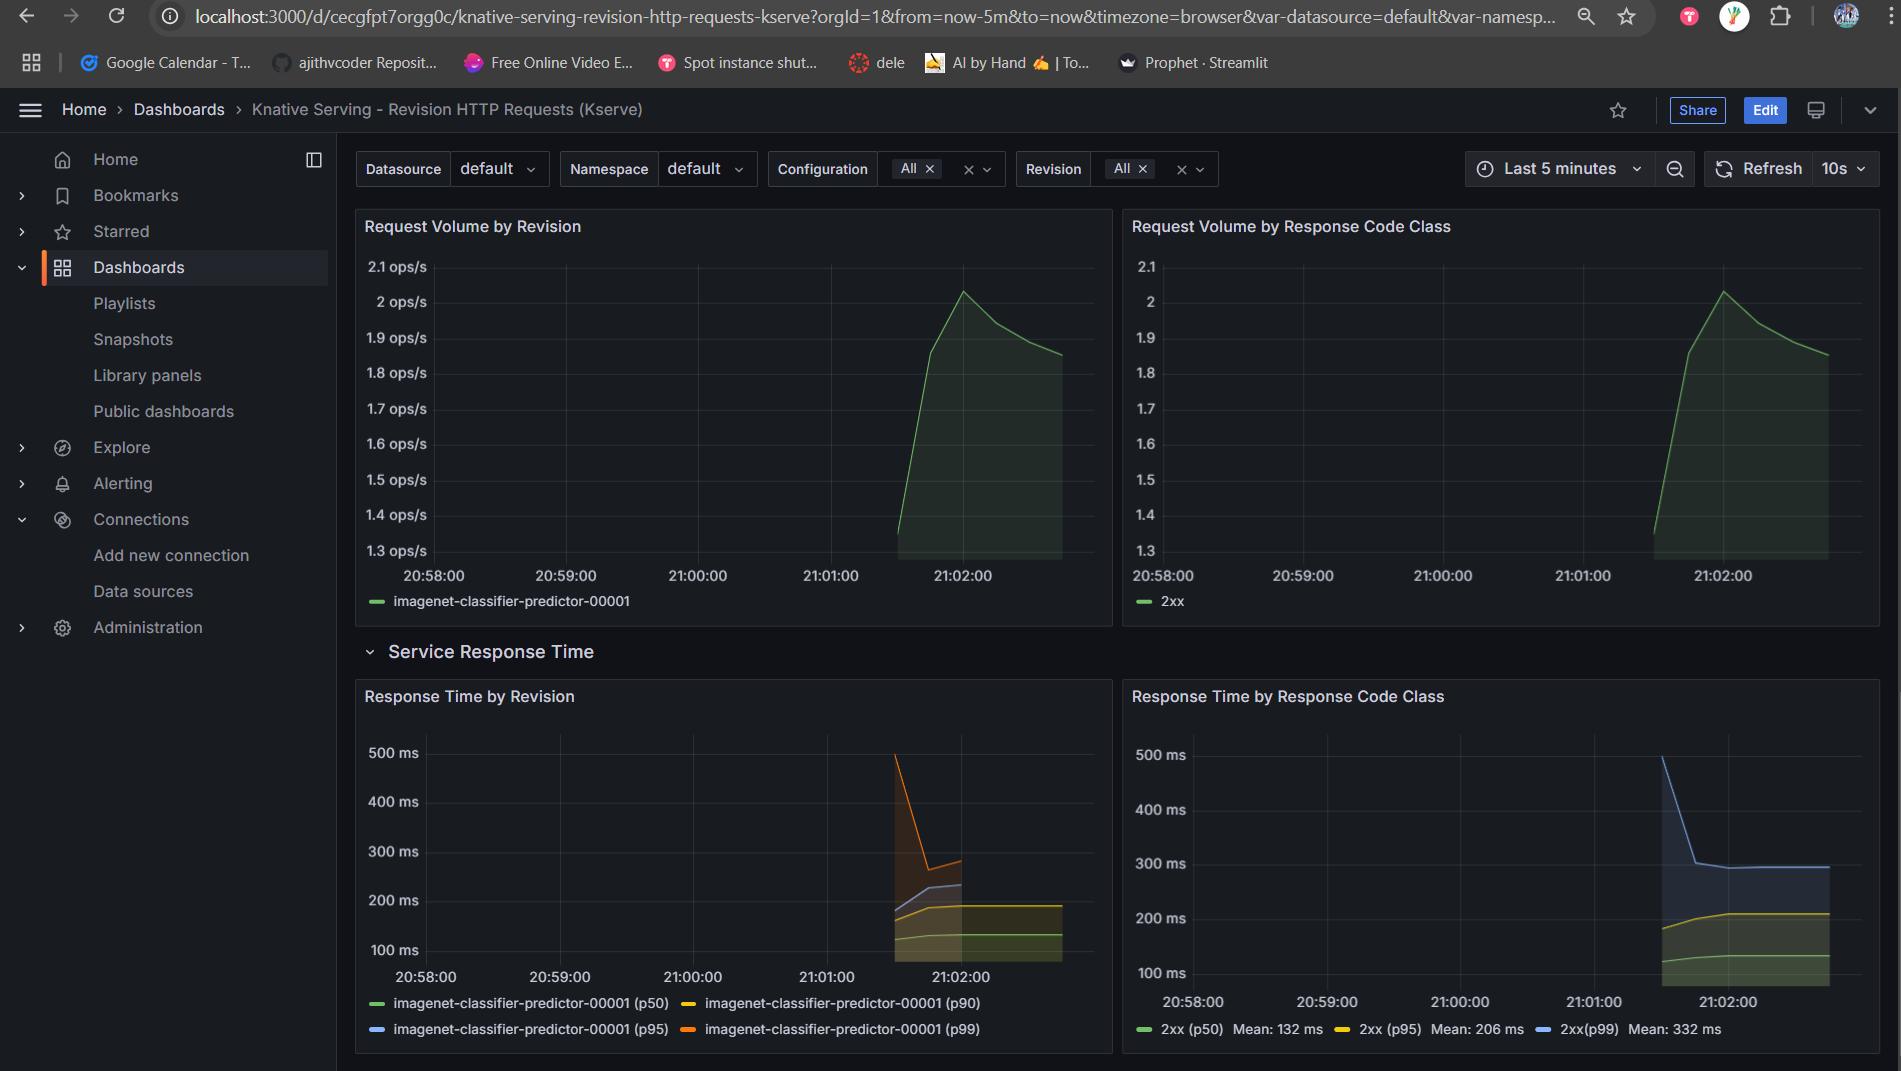 localhost:3000/d/cecgfpt7orgg0c/knative-serving-revision-http-requests-kserve?orgId=1&from=now-5m&to=now&timezone=browser&var-datasource=default&var-namesp...
Google Calendar - T...
ajithvcoder Reposit...
Free Online Video E...
Spot instance shut...
dele
AI by Hand ✍ | To...
Prophet · Streamlit
Home › Dashboards › Knative Serving - Revision HTTP Requests (Kserve)
Share
Edit
Home
Bookmarks
Starred
Dashboards
Playlists
Snapshots
Library panels
Public dashboards
Explore
Alerting
Connections
Add new connection
Data sources
Administration
Datasource default
Namespace default
Configuration All
Revision All
Last 5 minutes
Refresh 10s
Request Volume by Revision
2.1 ops/s
2 ops/s
1.9 ops/s
1.8 ops/s
1.7 ops/s
1.6 ops/s
1.5 ops/s
1.4 ops/s
1.3 ops/s
20:58:00 20:59:00 21:00:00 21:01:00 21:02:00
imagenet-classifier-predictor-00001
Request Volume by Response Code Class
2.1
2
1.9
1.8
1.7
1.6
1.5
1.4
1.3
20:58:00 20:59:00 21:00:00 21:01:00 21:02:00
2xx
Service Response Time
Response Time by Revision
500 ms
400 ms
300 ms
200 ms
100 ms
20:58:00 20:59:00 21:00:00 21:01:00 21:02:00
imagenet-classifier-predictor-00001 (p50) imagenet-classifier-predictor-00001 (p90)
imagenet-classifier-predictor-00001 (p95) imagenet-classifier-predictor-00001 (p99)
Response Time by Response Code Class
500 ms
400 ms
300 ms
200 ms
100 ms
20:58:00 20:59:00 21:00:00 21:01:00 21:02:00
2xx (p50) Mean: 132 ms 2xx (p95) Mean: 206 ms 2xx(p99) Mean: 332 ms